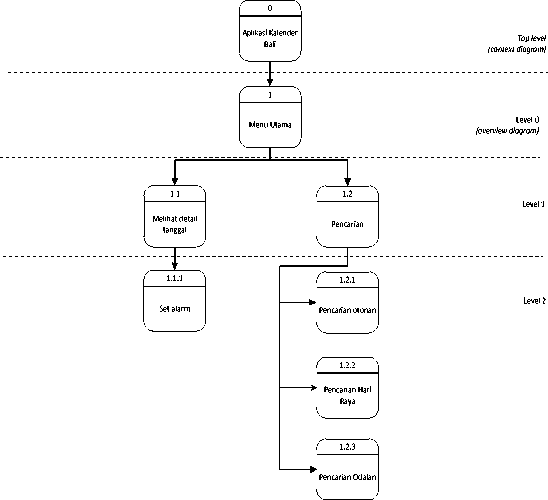 0
Aplikasi Kalender
Bali
Top level
(context diagram)
1
Menu Utama
Level 0
(overview diagram)
1.1
Melihat detail
tanggal
1.2
Pencarian
Level 1
1.1.1
Set alarm
1.2.1
Pencarian otonan
Level 2
1.2.2
Pencarian Hari
Raya
1.2.3
Pencarian Odalan